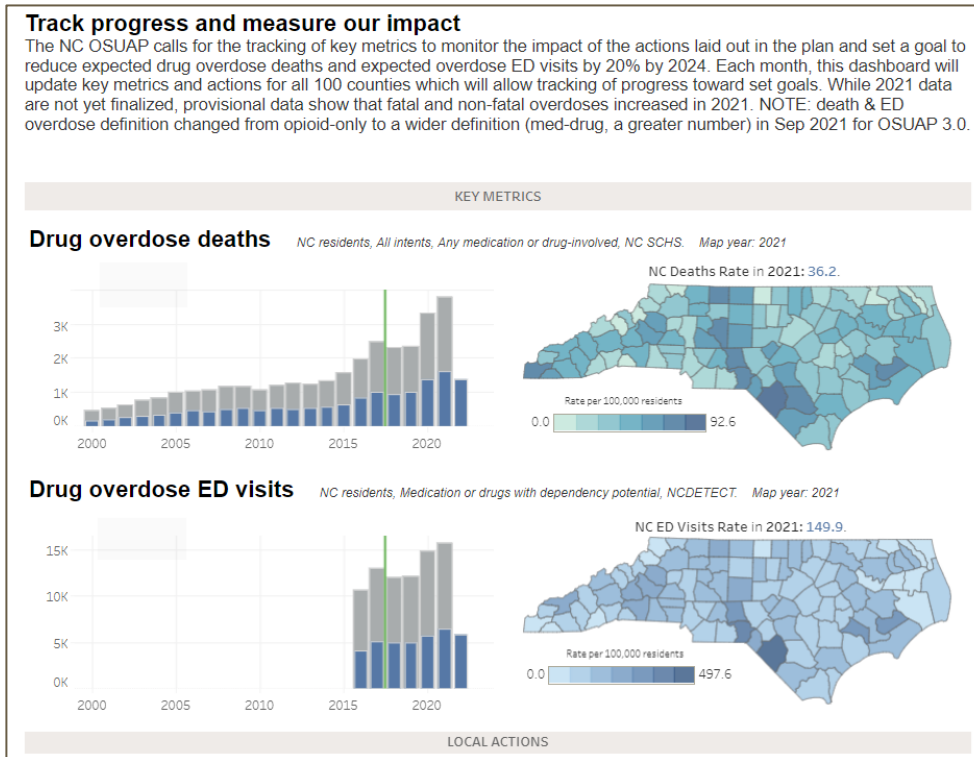 Track progress and measure our impact
The NC OSUAP calls for the tracking of key metrics to monitor the impact of the actions laid out in the plan and set a goal to
reduce expected drug overdose deaths and expected overdose ED visits by 20% by 2024. Each month, this dashboard will
update key metrics and actions for all 100 counties which will allow tracking of progress toward set goals. While 2021 data
are not yet finalized, provisional data show that fatal and non-fatal overdoses increased in 2021. NOTE: death & ED
overdose definition changed from opioid-only to a wider definition (med-drug, a greater number) in Sep 2021 for OSUAP 3.0.
KEY METRICS
Drug overdose deaths NC residents, All intents, Any medication or drug-involved, NC SCHS. Map year: 2021
3K
2K
1K
0K
2000 2005 2010 2015 2020
NC Deaths Rate in 2021: 36.2.
Rate per 100,000 residents
0.0 92.6
Drug overdose ED visits NC residents, Medication or drugs with dependency potential, NCDETECT. Map year: 2021
15K
10K
5K
0K
2000 2005 2010 2015 2020
NC ED Visits Rate in 2021: 149.9.
Rate per 100,000 residents
0.0 497.6
LOCAL ACTIONS